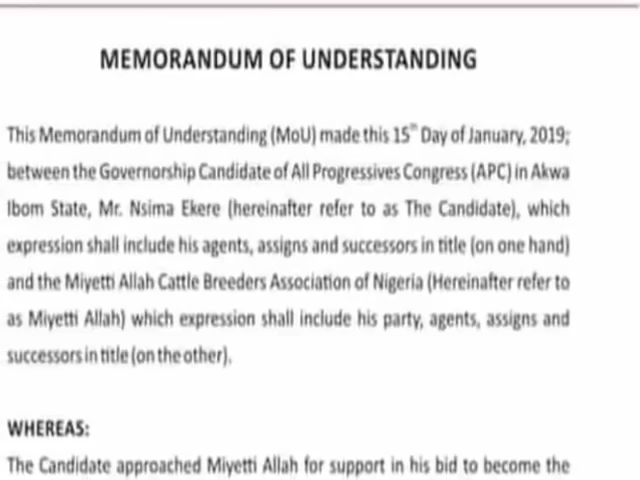 MEMORANDUM OF UNDERSTANDING
This Memorandum of Understanding (MoU) made this 15th Day of January, 2019;
between the Governorship Candidate of All Progressives Congress (APC) in Akwa
Ibom State, Mr. Nsima Ekere (hereinafter refer to as The Candidate), which
expression shall include his agents, assigns and successors in title (on one hand)
and the Miyetti Allah Cattle Breeders Association of Nigeria (Hereinafter refer to
as Miyetti Allah) which expression shall include his party, agents, assigns and
successors in title (on the other).
WHEREAS:
The Candidate approached Miyetti Allah for support in his bid to become the